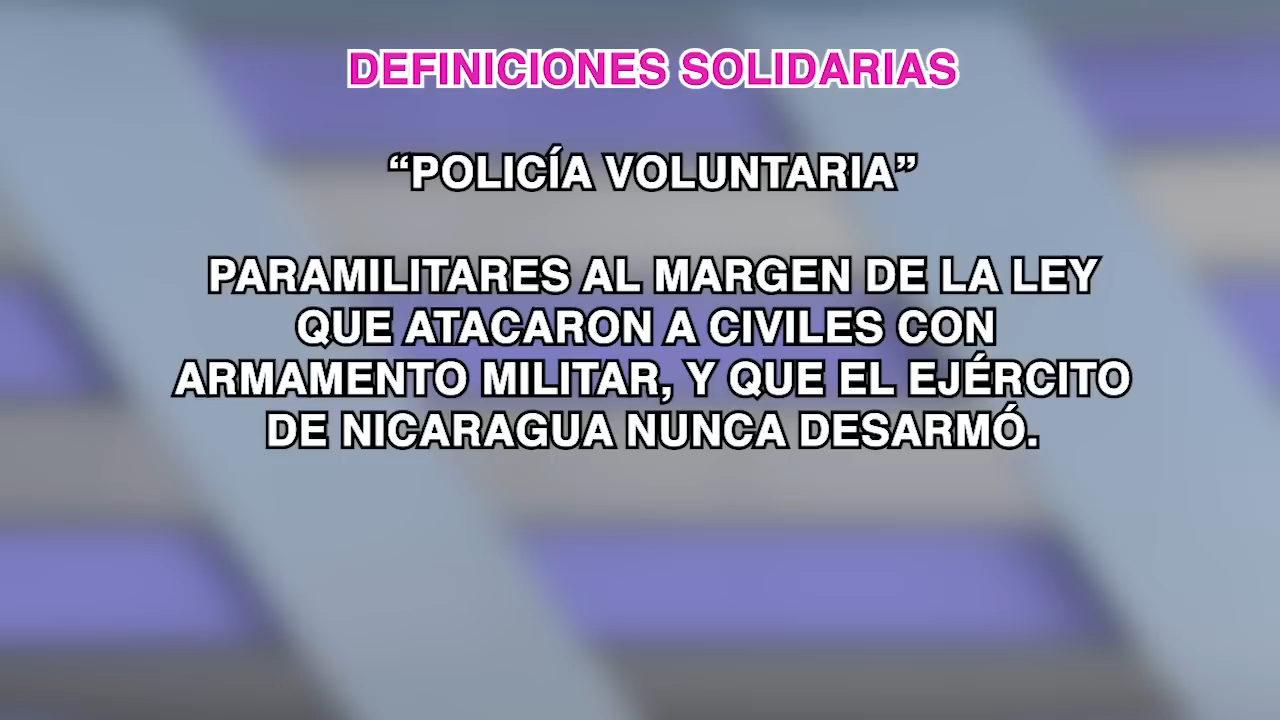 DEFINICIONES SOLIDARIAS
“POLICÍA VOLUNTARIA”
PARAMILITARES AL MARGEN DE LA LEY
QUE ATACARON A CIVILES CON
ARMAMENTO MILITAR, Y QUE EL EJÉRCITO
DE NICARAGUA NUNCA DESARMÓ.